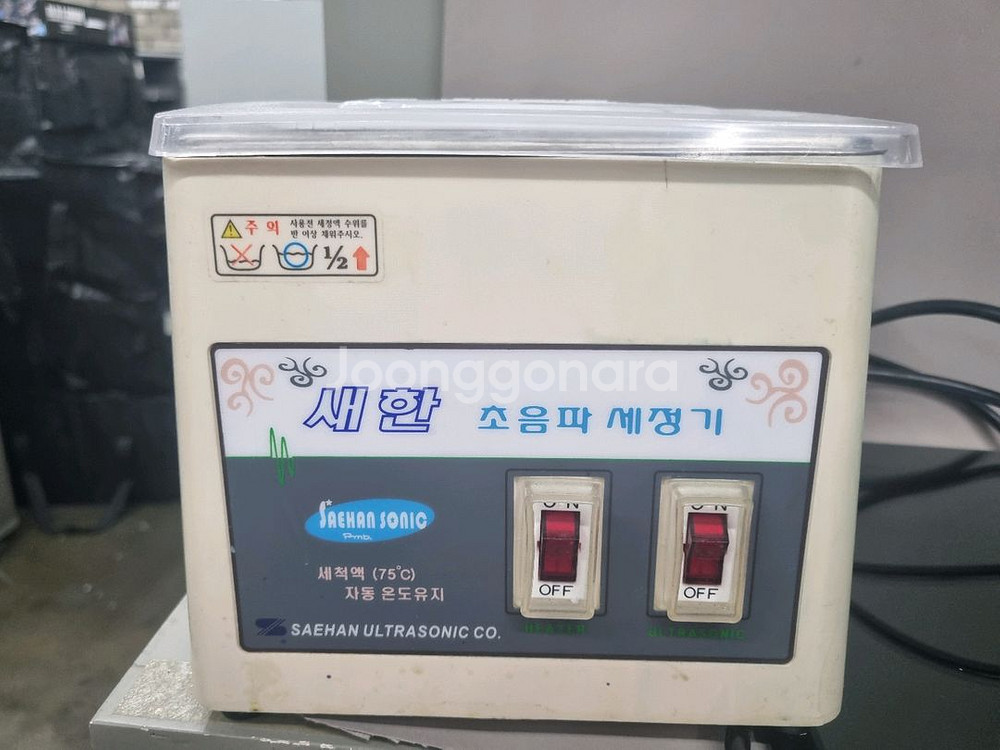 주 의
사용전 세정액 수위를
반 이상 채워주시오.
1/2
Joonggonara
새한 초음파 세정기
SAEHAN SONIC
세척액 (75°C)
자동 온도유지
SAEHAN ULTRASONIC CO.
ON
OFF
HEATER
ON
OFF
ULTRASONIC